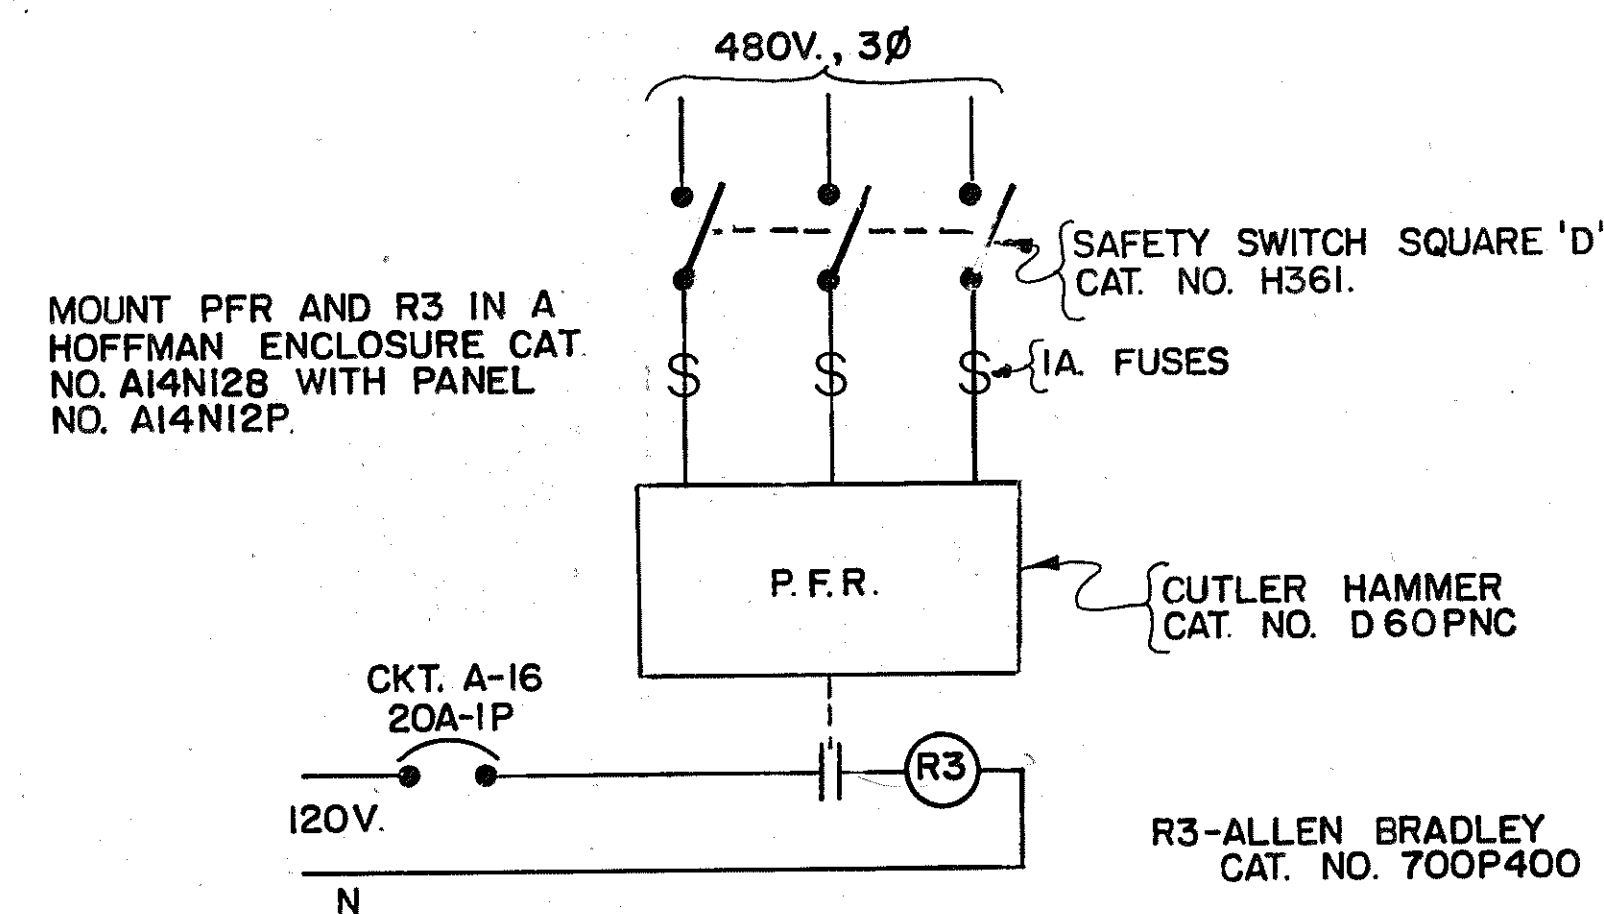 480V., 3Ø
SAFETY SWITCH SQUARE 'D'
CAT. NO. H361.
MOUNT PFR AND R3 IN A
HOFFMAN ENCLOSURE CAT.
NO. A14N128 WITH PANEL
NO. A14N12P.
1A. FUSES
P.F.R.
CUTLER HAMMER
CAT. NO. D60PNC
CKT. A-16
20A-1P
R3
120V.
N
R3-ALLEN BRADLEY
CAT. NO. 700P400